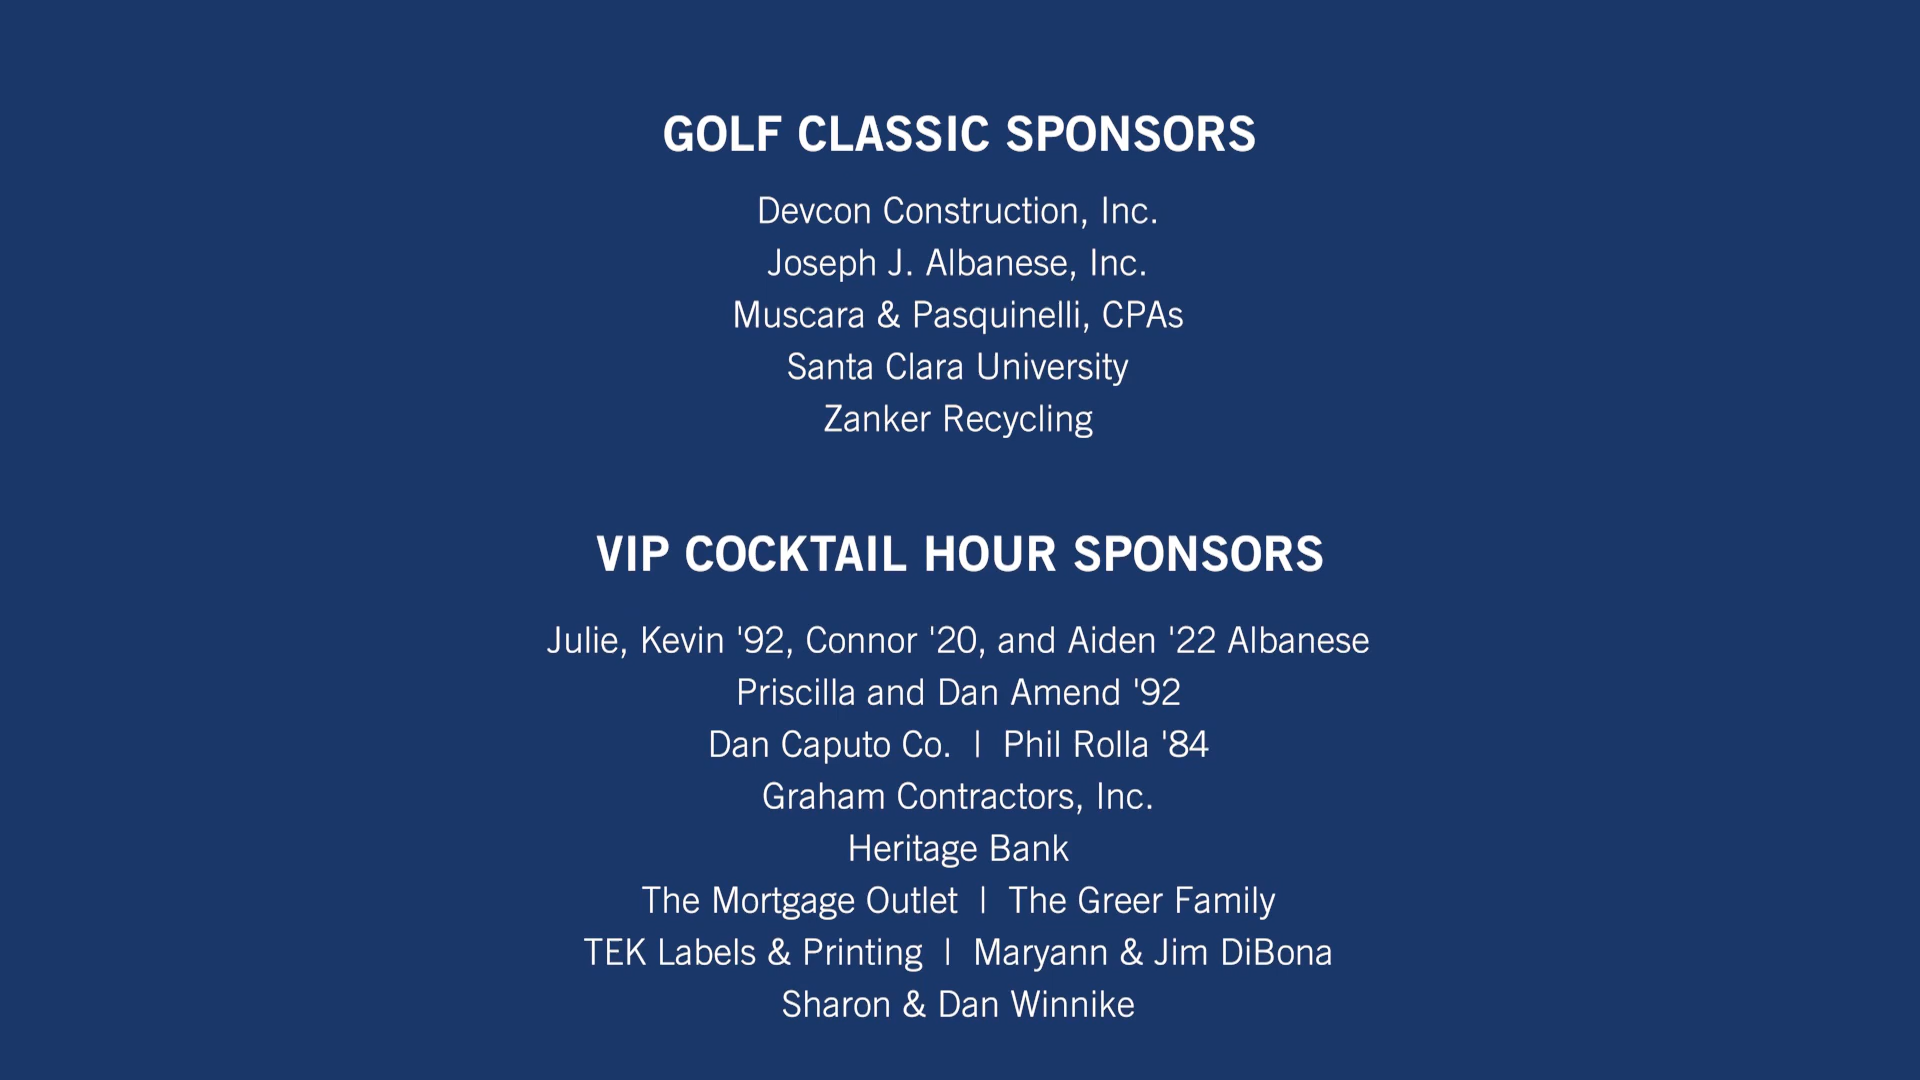 GOLF CLASSIC SPONSORS
Devcon Construction, Inc.
Joseph J. Albanese, Inc.
Muscara & Pasquinelli, CPAs
Santa Clara University
Zanker Recycling
VIP COCKTAIL HOUR SPONSORS
Julie, Kevin '92, Connor '20, and Aiden '22 Albanese
Priscilla and Dan Amend '92
Dan Caputo Co. | Phil Rolla '84
Graham Contractors, Inc.
Heritage Bank
The Mortgage Outlet | The Greer Family
TEK Labels & Printing | Maryann & Jim DiBona
Sharon & Dan Winnike